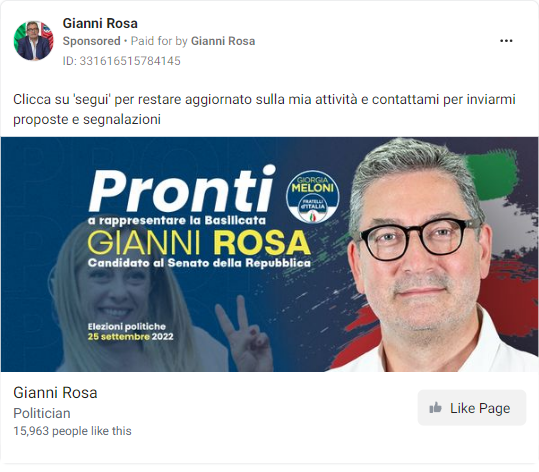 Gianni Rosa
Sponsored • Paid for by Gianni Rosa
ID: 331616515784145
Clicca su 'segui' per restare aggiornato sulla mia attività e contattami per inviarmi
proposte e segnalazioni
Pronti
a rappresentare la Basilicata
GIANNI ROSA
Candidato al Senato della Repubblica
GIORGIA
MELONI
FRATELLI
d'ITALIA
Elezioni politiche
25 settembre 2022
Gianni Rosa
Politician
15,963 people like this
Like Page